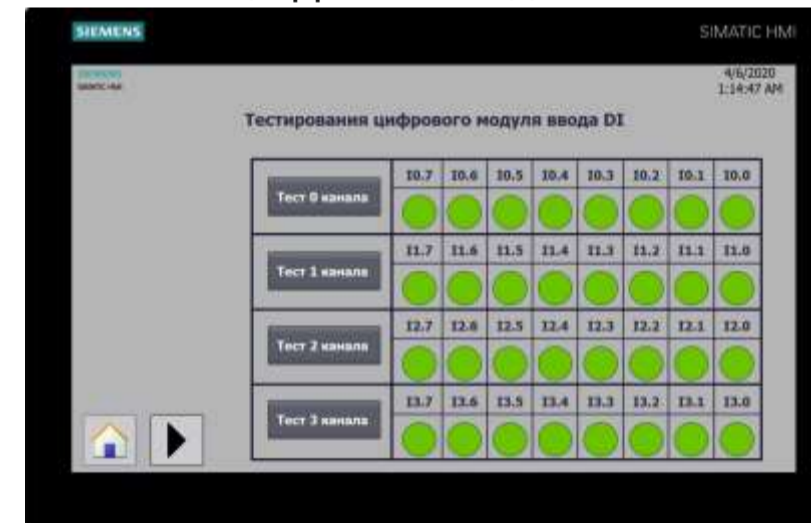 SIEMENS
SIMATIC HMI
SIEMENS
SIMATIC HMI
4/6/2020
1:14:47 AM
Тестирования цифрового модуля ввода DI
I0.7 I0.6 I0.5 I0.4 I0.3 I0.2 I0.1 I0.0
Тест 0 канала
I1.7 I1.6 I1.5 I1.4 I1.3 I1.2 I1.1 I1.0
Тест 1 канала
I2.7 I2.6 I2.5 I2.4 I2.3 I2.2 I2.1 I2.0
Тест 2 канала
I3.7 I3.6 I3.5 I3.4 I3.3 I3.2 I3.1 I3.0
Тест 3 канала